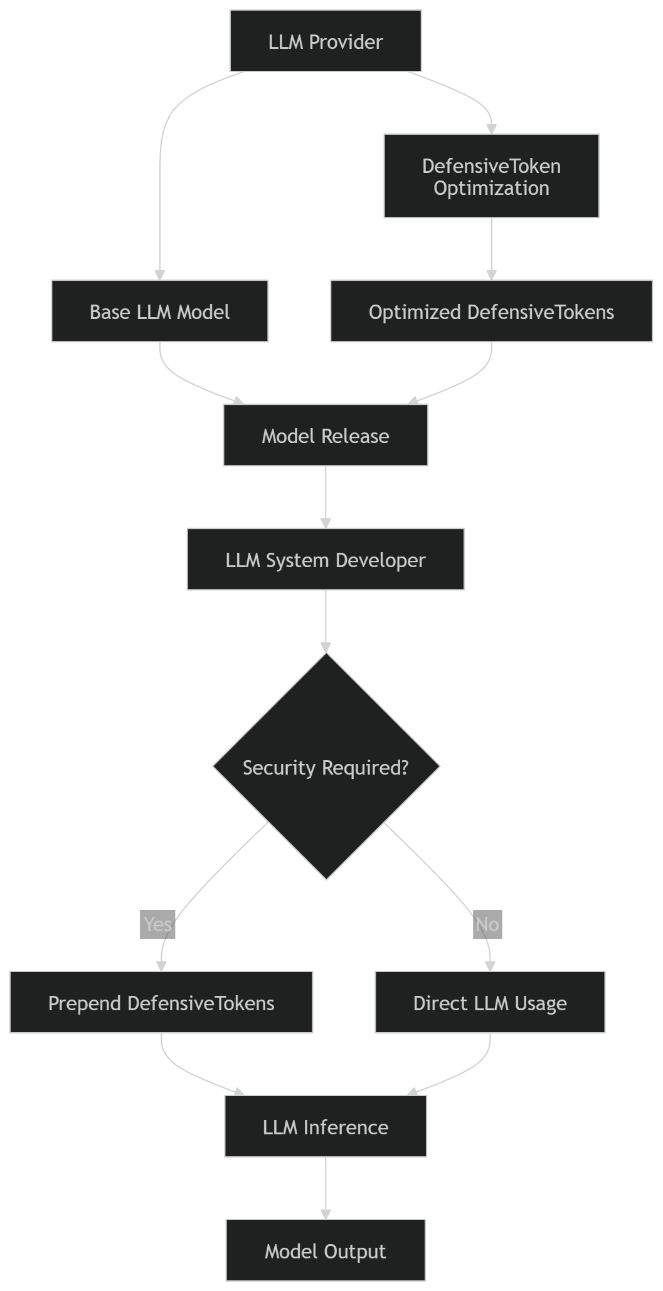 LLM Provider
DefensiveToken
Optimization
Base LLM Model
Optimized DefensiveTokens
Model Release
LLM System Developer
Security Required?
Yes
No
Prepend DefensiveTokens
Direct LLM Usage
LLM Inference
Model Output